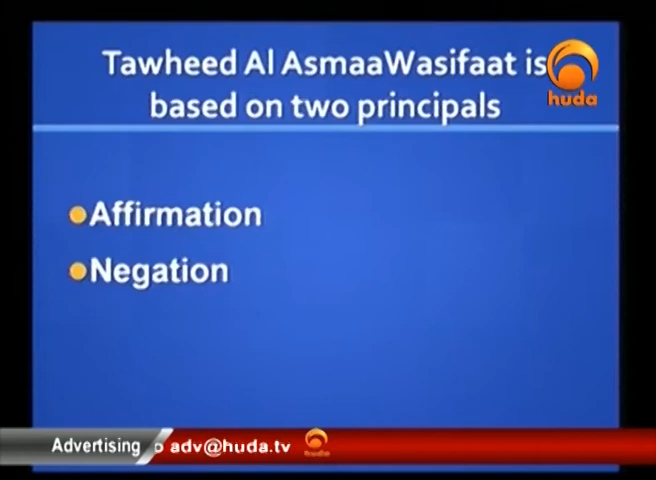 Tawheed Al AsmaaWasifaat is
based on two principals
huda
Affirmation
Negation
Advertising
o adv@huda.tv